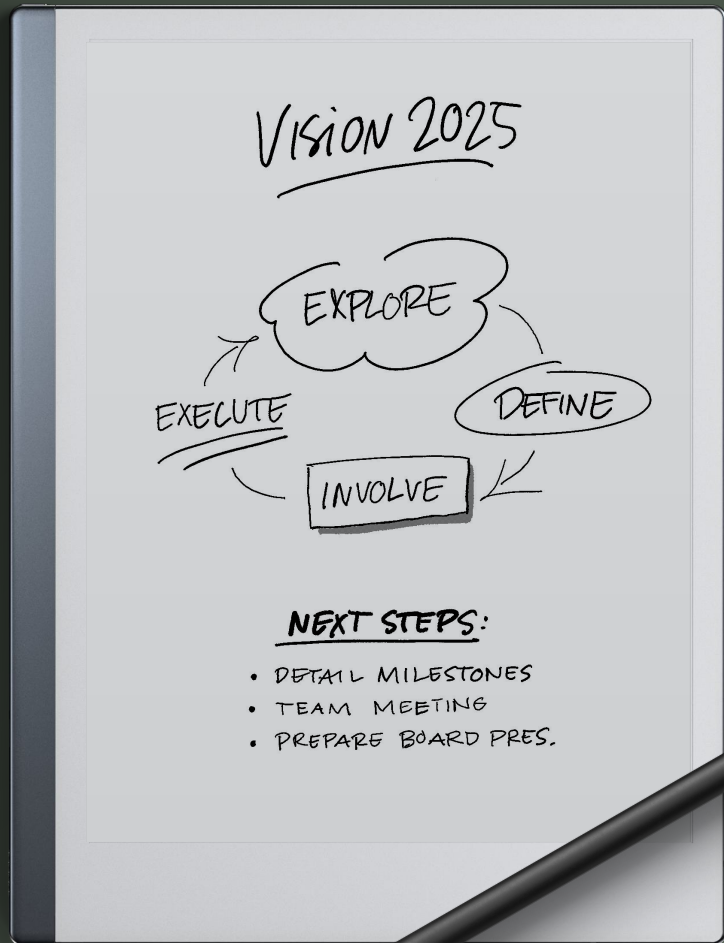 VISION 2025
EXPLORE
DEFINE
INVOLVE
EXECUTE
NEXT STEPS:
• DETAIL MILESTONES
• TEAM MEETING
• PREPARE BOARD PRES.